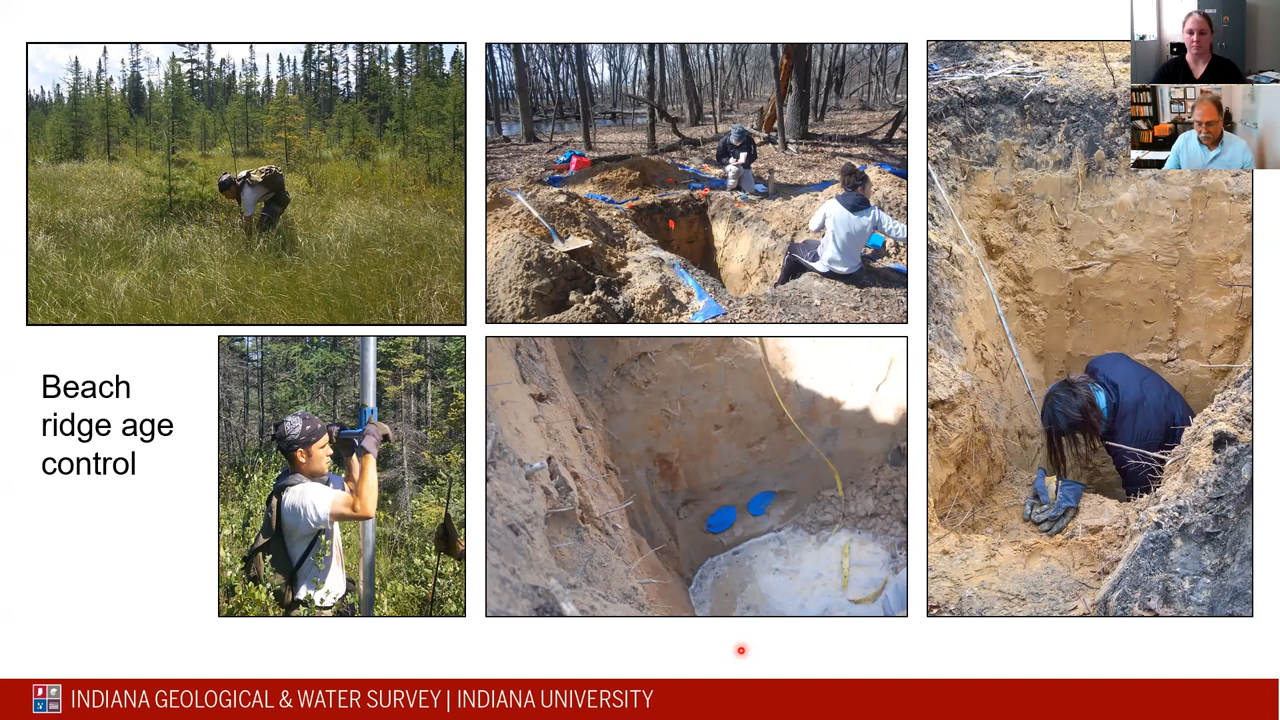 Beach
ridge age
control
INDIANA GEOLOGICAL & WATER SURVEY | INDIANA UNIVERSITY